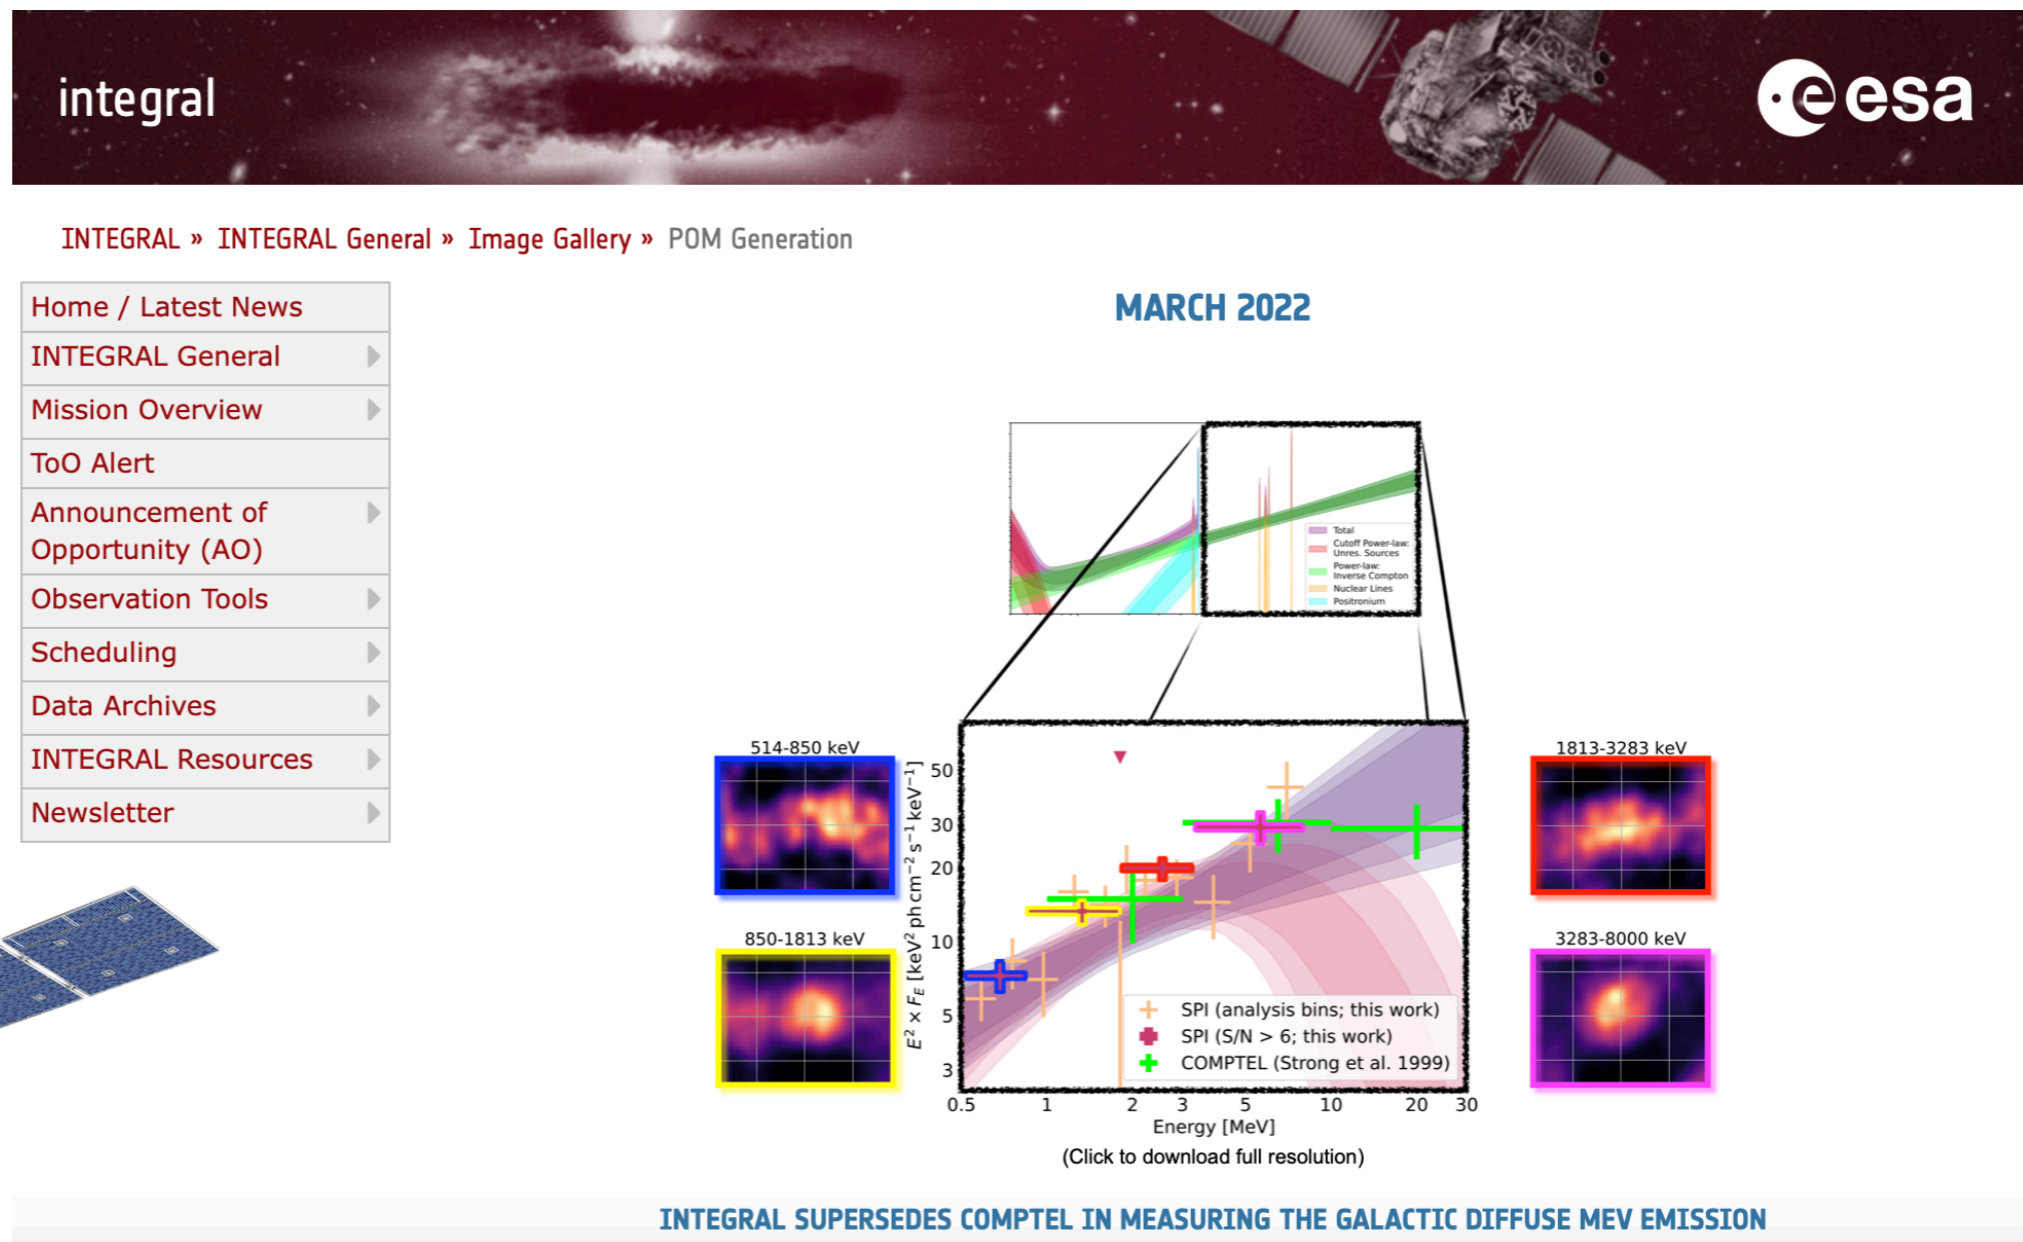 integral
esa
INTEGRAL » INTEGRAL General » Image Gallery » POM Generation
Home / Latest News
INTEGRAL General
Mission Overview
ToO Alert
Announcement of
Opportunity (AO)
Observation Tools
Scheduling
Data Archives
INTEGRAL Resources
Newsletter
MARCH 2022
Total
Cutoff Power-law:
Unres. Sources
Power-law:
Inverse Compton
Nuclear Lines
Positronium
514-850 keV
850-1813 keV
1813-3283 keV
3283-8000 keV
E² × F_E [keV² ph cm⁻² s⁻¹ keV⁻¹]
50
30
20
10
5
3
SPI (analysis bins; this work)
SPI (S/N > 6; this work)
COMPTEL (Strong et al. 1999)
0.5 1 2 3 5 10 20 30
Energy [MeV]
(Click to download full resolution)
INTEGRAL SUPERSEDES COMPTEL IN MEASURING THE GALACTIC DIFFUSE MEV EMISSION